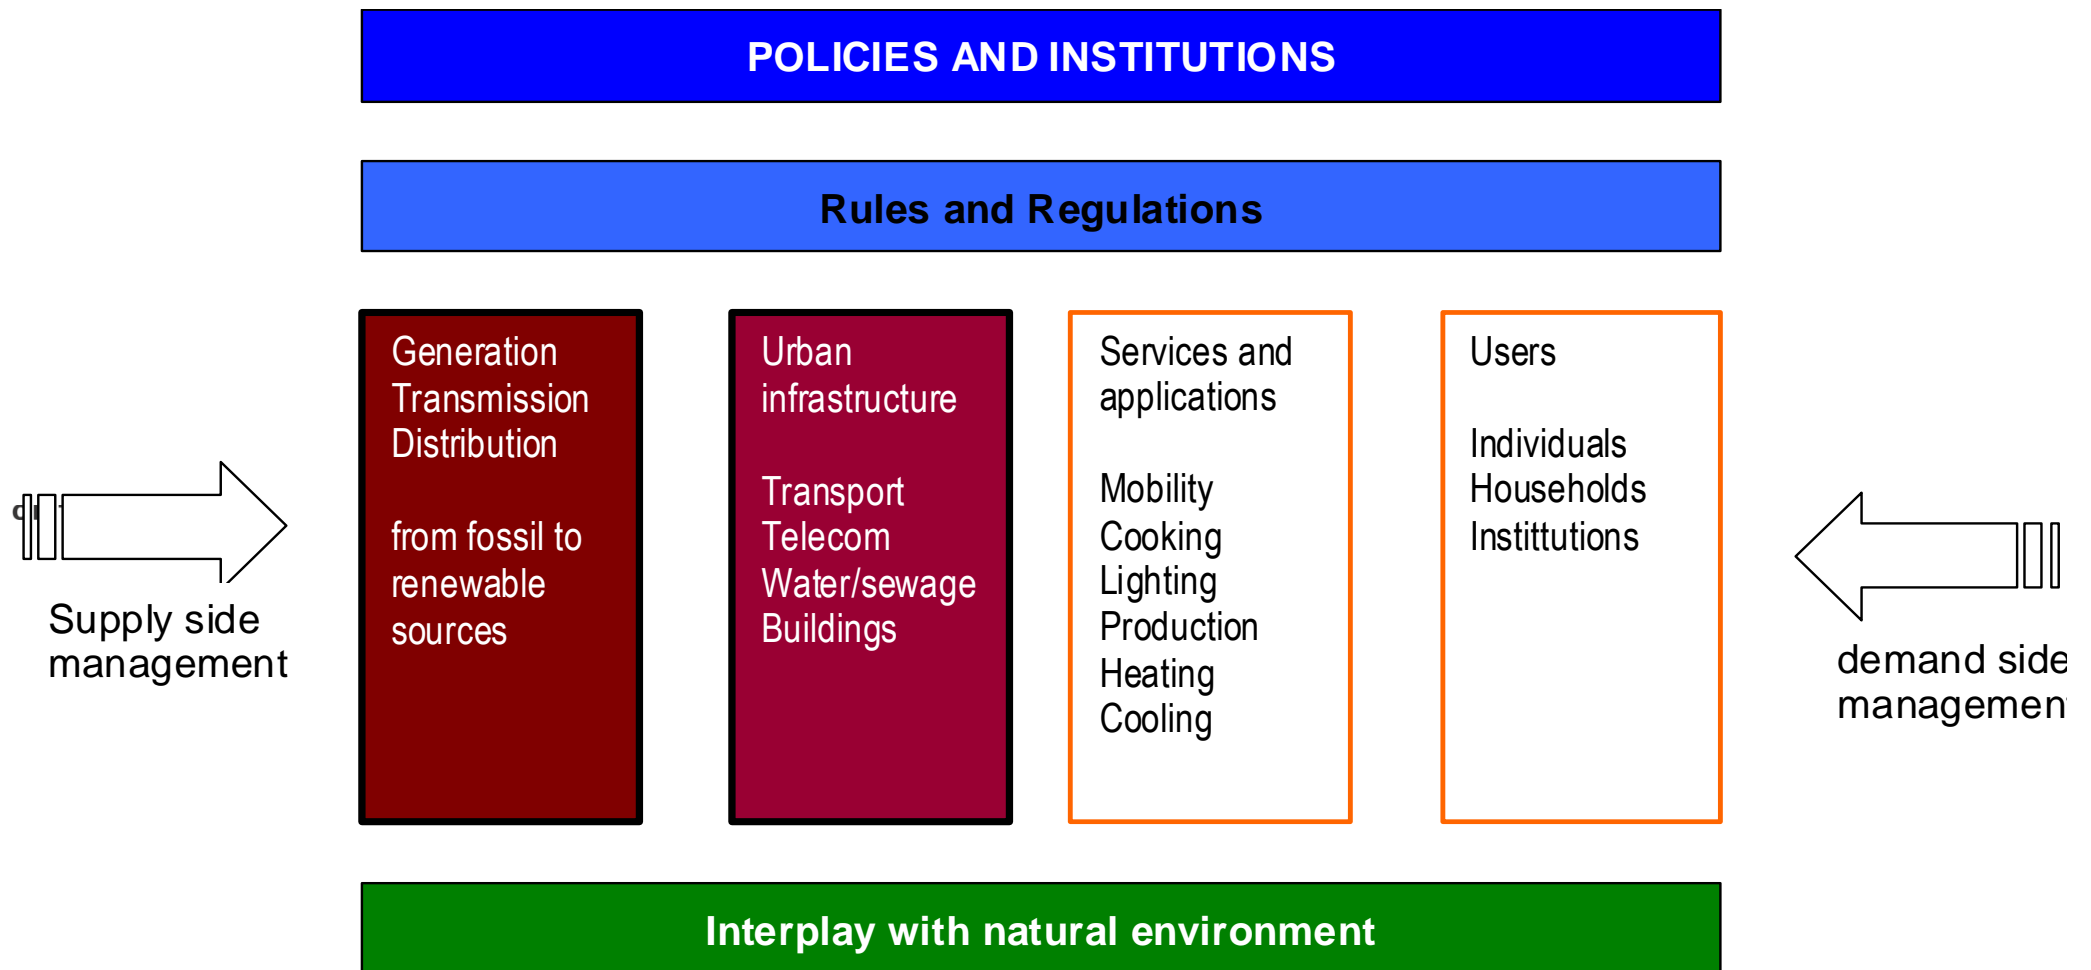 POLICIES AND INSTITUTIONS
Rules and Regulations
Generation
Transmission
Distribution
from fossil to
renewable
sources
Urban
infrastructure
Transport
Telecom
Water/sewage
Buildings
Services and
applications
Mobility
Cooking
Lighting
Production
Heating
Cooling
Users
Individuals
Households
Instittutions
Supply side
management
demand side
managemen
Interplay with natural environment